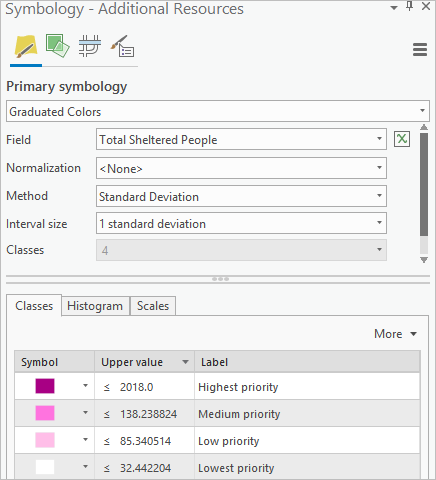 Symbology - Additional Resources
Primary symbology
Graduated Colors
Field Total Sheltered People
Normalization <None>
Method Standard Deviation
Interval size 1 standard deviation
Classes 4
Classes Histogram Scales
More
Symbol Upper value Label
≤ 2018.0 Highest priority
≤ 138.238824 Medium priority
≤ 85.340514 Low priority
≤ 32.442204 Lowest priority